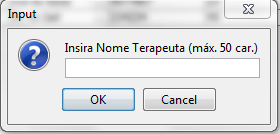 Input
Insira Nome Terapeuta (máx. 50 car.)
OK
Cancel